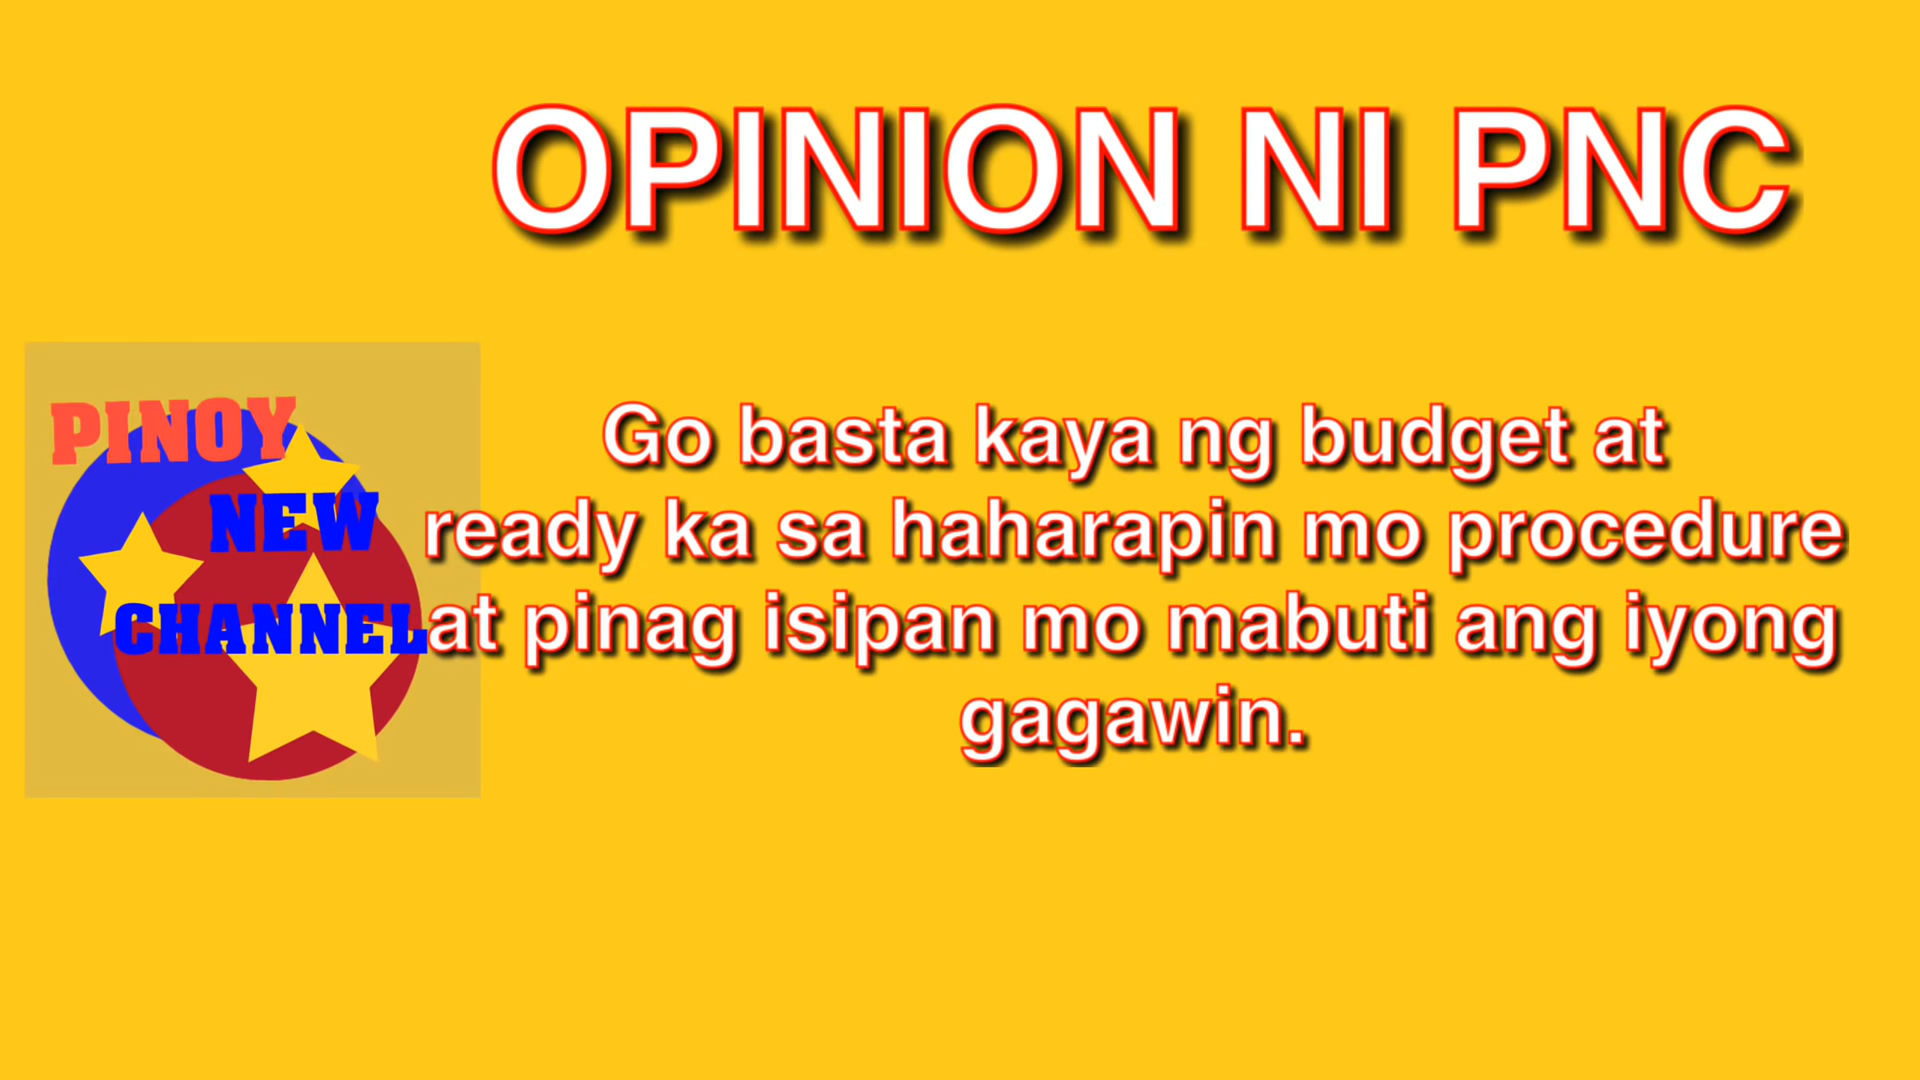 OPINION NI PNC
PINOY
NEW
CHANNEL
Go basta kaya ng budget at
ready ka sa haharapin mo procedure
at pinag isipan mo mabuti ang iyong
gagawin.